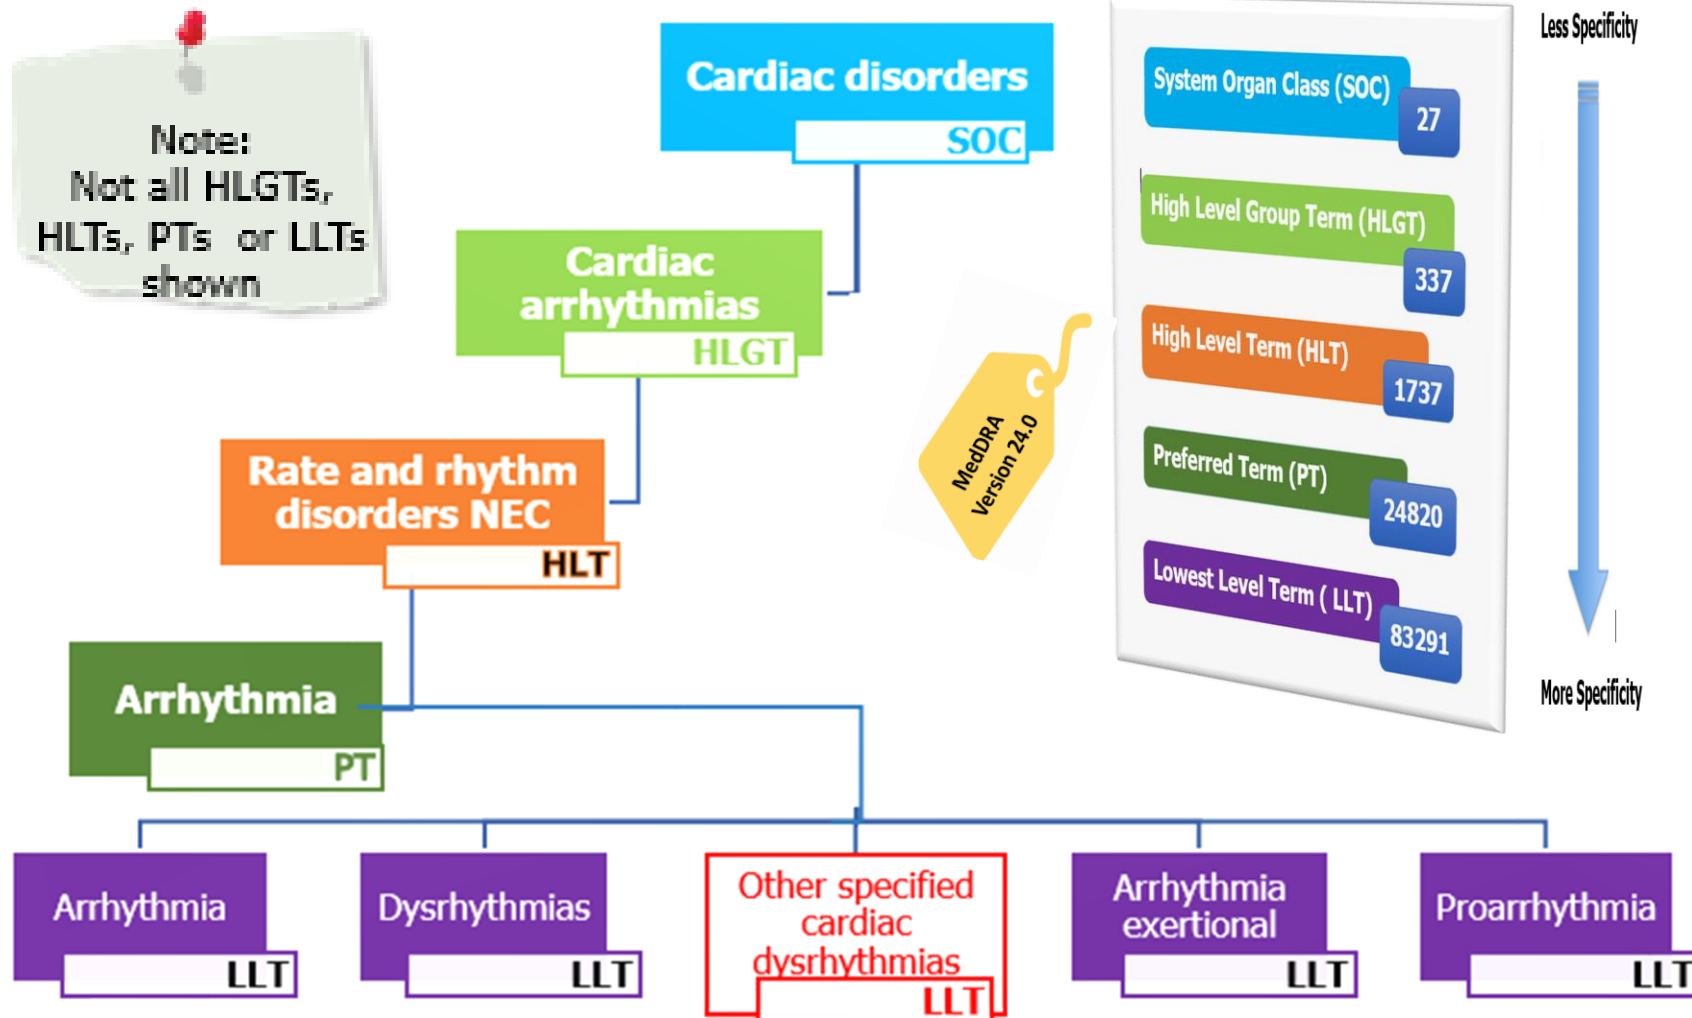 Note:
Not all HLGTs,
HLTs, PTs or LLTs
shown
Cardiac disorders
SOC
Cardiac
arrhythmias
HLGT
Rate and rhythm
disorders NEC
HLT
Arrhythmia
PT
Arrhythmia
LLT
Dysrhythmias
LLT
Other specified
cardiac
dysrhythmias
LLT
Arrhythmia
exertional
LLT
Proarrhythmia
LLT
MedDRA
Version 24.0
System Organ Class (SOC)
27
High Level Group Term (HLGT)
337
High Level Term (HLT)
1737
Preferred Term (PT)
24820
Lowest Level Term ( LLT)
83291
Less Specificity
More Specificity